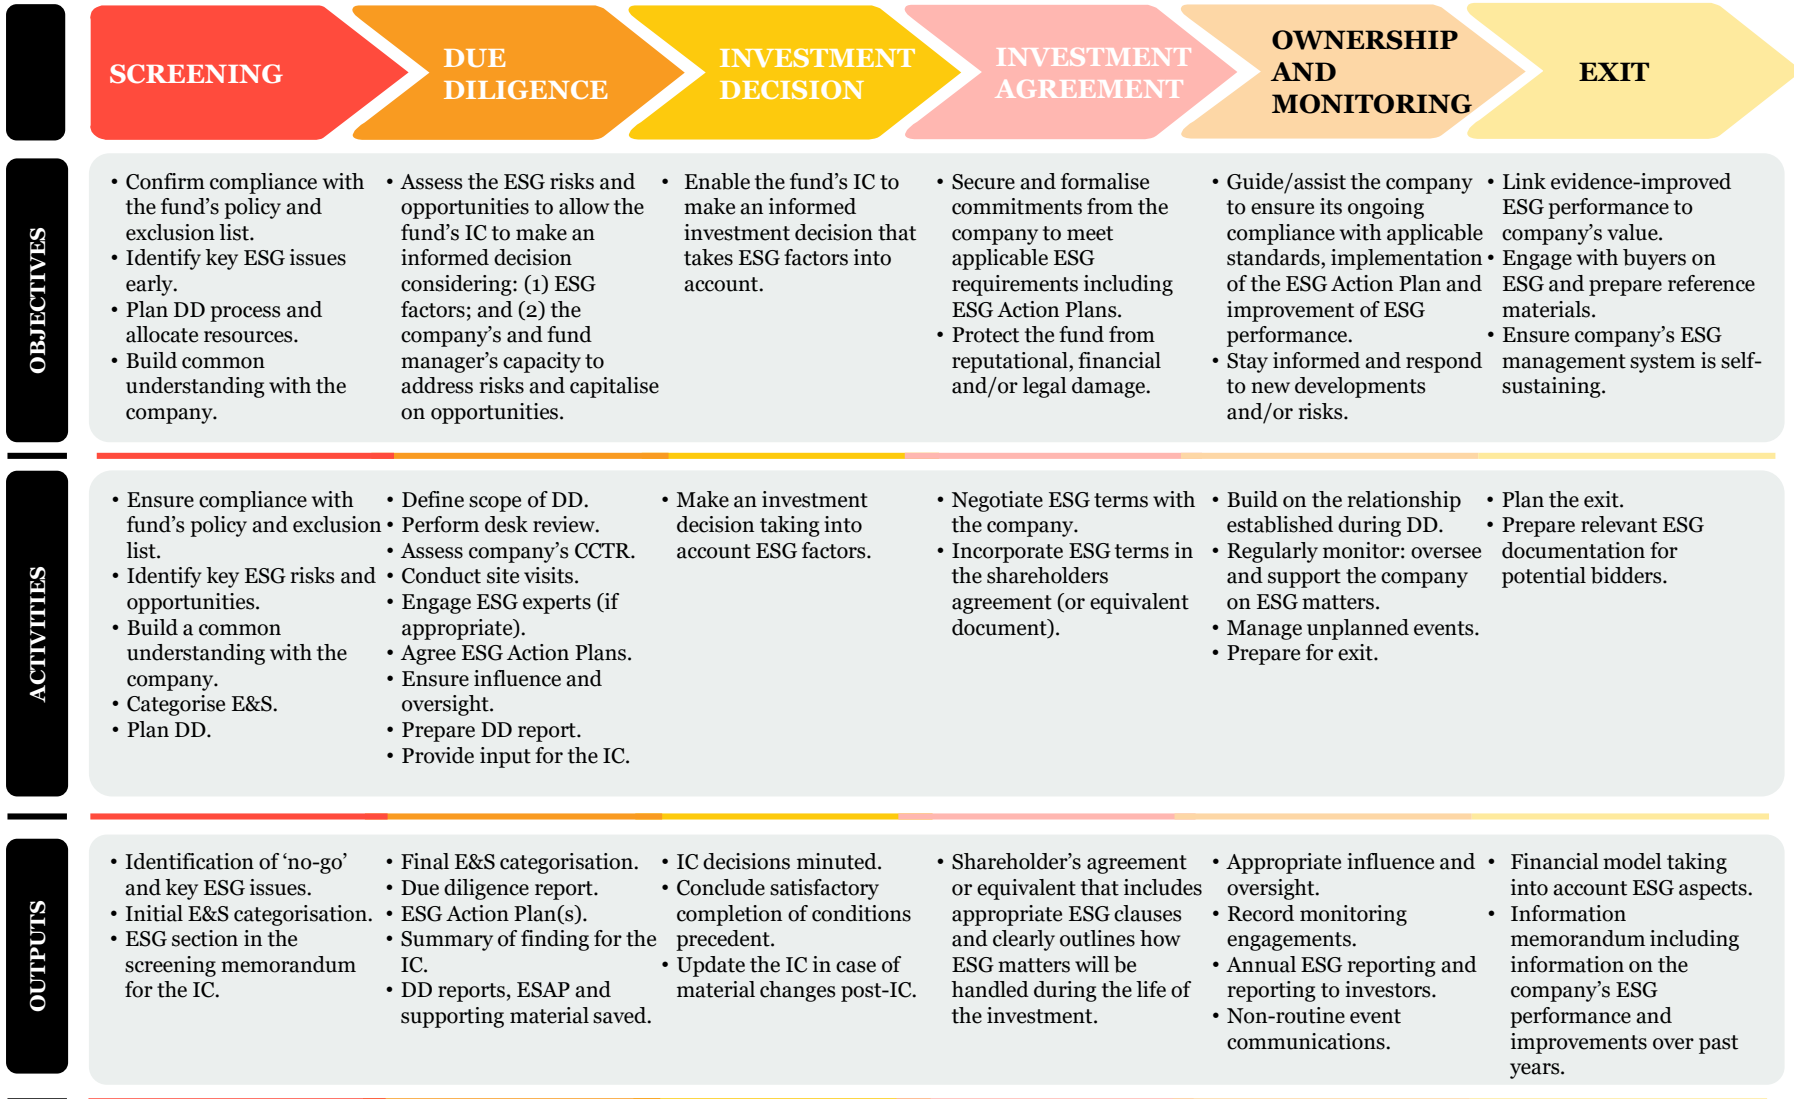 SCREENING
DUE
DILIGENCE
INVESTMENT
DECISION
INVESTMENT
AGREEMENT
OWNERSHIP
AND
MONITORING
EXIT
OBJECTIVES
• Confirm compliance with
the fund’s policy and
exclusion list.
• Identify key ESG issues
early.
• Plan DD process and
allocate resources.
• Build common
understanding with the
company.
• Assess the ESG risks and
opportunities to allow the
fund’s IC to make an
informed decision
considering: (1) ESG
factors; and (2) the
company’s and fund
manager’s capacity to
address risks and capitalise
on opportunities.
• Enable the fund’s IC to
make an informed
investment decision that
takes ESG factors into
account.
• Secure and formalise
commitments from the
company to meet
applicable ESG
requirements including
ESG Action Plans.
• Protect the fund from
reputational, financial
and/or legal damage.
• Guide/assist the company
to ensure its ongoing
compliance with applicable
standards, implementation
of the ESG Action Plan and
improvement of ESG
performance.
• Stay informed and respond
to new developments
and/or risks.
• Link evidence-improved
ESG performance to
company’s value.
• Engage with buyers on
ESG and prepare reference
materials.
• Ensure company’s ESG
management system is self-
sustaining.
ACTIVITIES
• Ensure compliance with
fund’s policy and exclusion
list.
• Identify key ESG risks and
opportunities.
• Build a common
understanding with the
company.
• Categorise E&S.
• Plan DD.
• Define scope of DD.
• Perform desk review.
• Assess company’s CCTR.
• Conduct site visits.
• Engage ESG experts (if
appropriate).
• Agree ESG Action Plans.
• Ensure influence and
oversight.
• Prepare DD report.
• Provide input for the IC.
• Make an investment
decision taking into
account ESG factors.
• Negotiate ESG terms with
the company.
• Incorporate ESG terms in
the shareholders
agreement (or equivalent
document).
• Build on the relationship
established during DD.
• Regularly monitor: oversee
and support the company
on ESG matters.
• Manage unplanned events.
• Prepare for exit.
• Plan the exit.
• Prepare relevant ESG
documentation for
potential bidders.
OUTPUTS
• Identification of ‘no-go’
and key ESG issues.
• Initial E&S categorisation.
• ESG section in the
screening memorandum
for the IC.
• Final E&S categorisation.
• Due diligence report.
• ESG Action Plan(s).
• Summary of finding for the
IC.
• DD reports, ESAP and
supporting material saved.
• IC decisions minuted.
• Conclude satisfactory
completion of conditions
precedent.
• Update the IC in case of
material changes post-IC.
• Shareholder’s agreement
or equivalent that includes
appropriate ESG clauses
and clearly outlines how
ESG matters will be
handled during the life of
the investment.
• Appropriate influence and
oversight.
• Record monitoring
engagements.
• Annual ESG reporting and
reporting to investors.
• Non-routine event
communications.
• Financial model taking
into account ESG aspects.
• Information
memorandum including
information on the
company’s ESG
performance and
improvements over past
years.